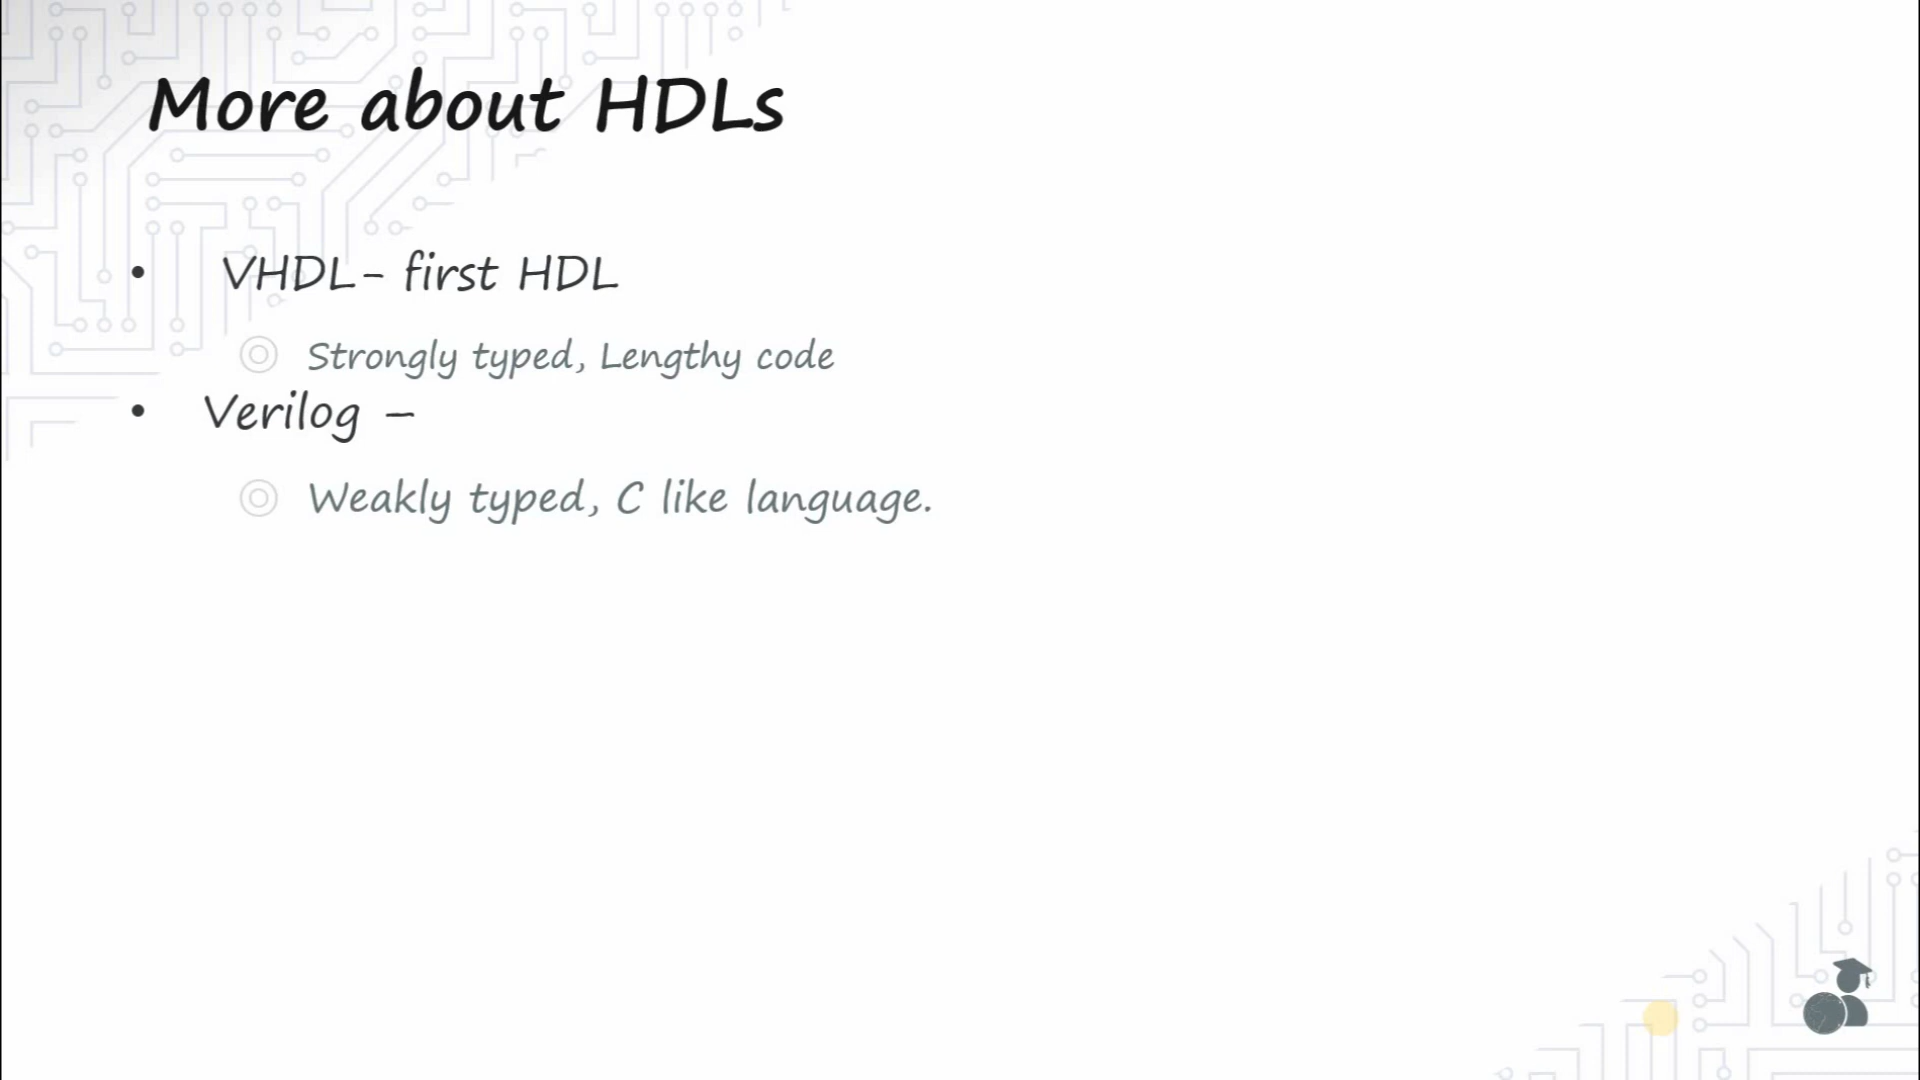 More about HDLs
• VHDL- first HDL
Strongly typed, Lengthy code
• Verilog –
Weakly typed, C like language.